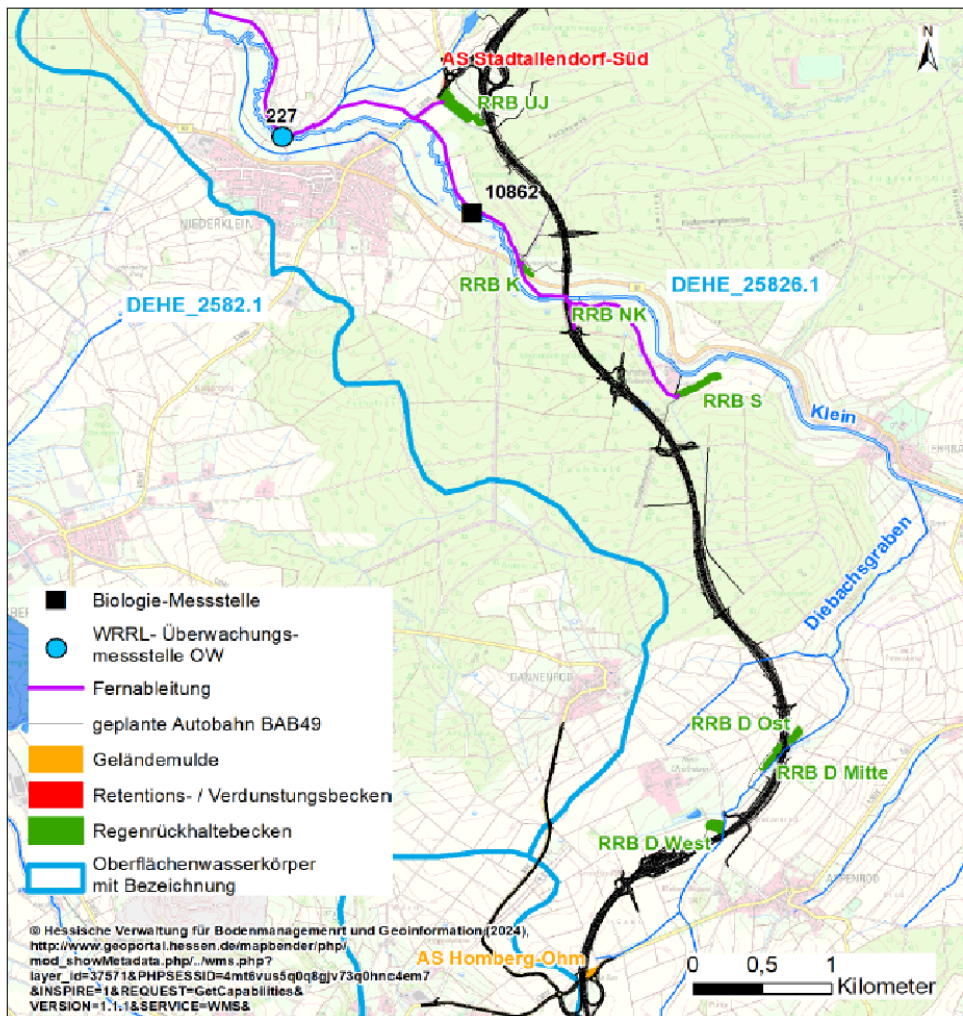 N
AS Stadtallendorf-Süd
RRB ÜJ
227
10862
NIEDERKLEIN
RRB K
DEHE_25826.1
DEHE_2582.1
RRB NK
RRB S
Klein
Diebachsgraben
DANNENROD
RRB D Ost
RRB D Mitte
RRB D West
APPENROD
AS Homberg-Ohm
Biologie-Messstelle
WRRL- Überwachungs-
messstelle OW
Fernableitung
geplante Autobahn BAB49
Geländemulde
Retentions- / Verdunstungsbecken
Regenrückhaltebecken
Oberflächenwasserkörper
mit Bezeichnung
© Hessische Verwaltung für Bodenmanagemenrt und Geoinformation (2024),
http://www.geoportal.hessen.de/mapbender/php/
mod_showMetadata.php/../wms.php?
layer_id=37571&PHPSESSID=4mt6vus5q0q8gjv73q0hnc4em7
&INSPIRE=1&REQUEST=GetCapabilities&
VERSION=1.1.1&SERVICE=WMS&
0 0,5 1
Kilometer